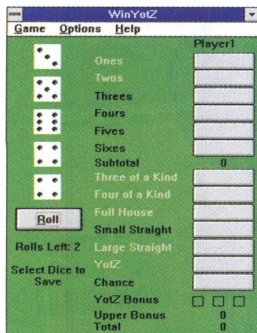 WinYotZ
Game Options Help
Player1
Ones
Twos
Threes
Fours
Fives
Sixes
Subtotal 0
Three of a Kind
Four of a Kind
Full House
Small Straight
Large Straight
YotZ
Chance
YotZ Bonus
Upper Bonus 0
Total 0
Roll
Rolls Left: 2
Select Dice to
Save